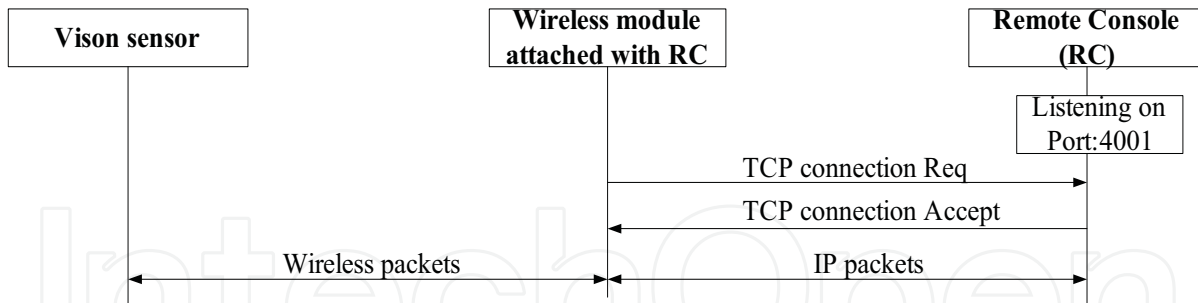 Vison sensor
Wireless module
attached with RC
Remote Console
(RC)
Listening on
Port:4001
TCP connection Req
TCP connection Accept
Wireless packets
IP packets
IntechOpen